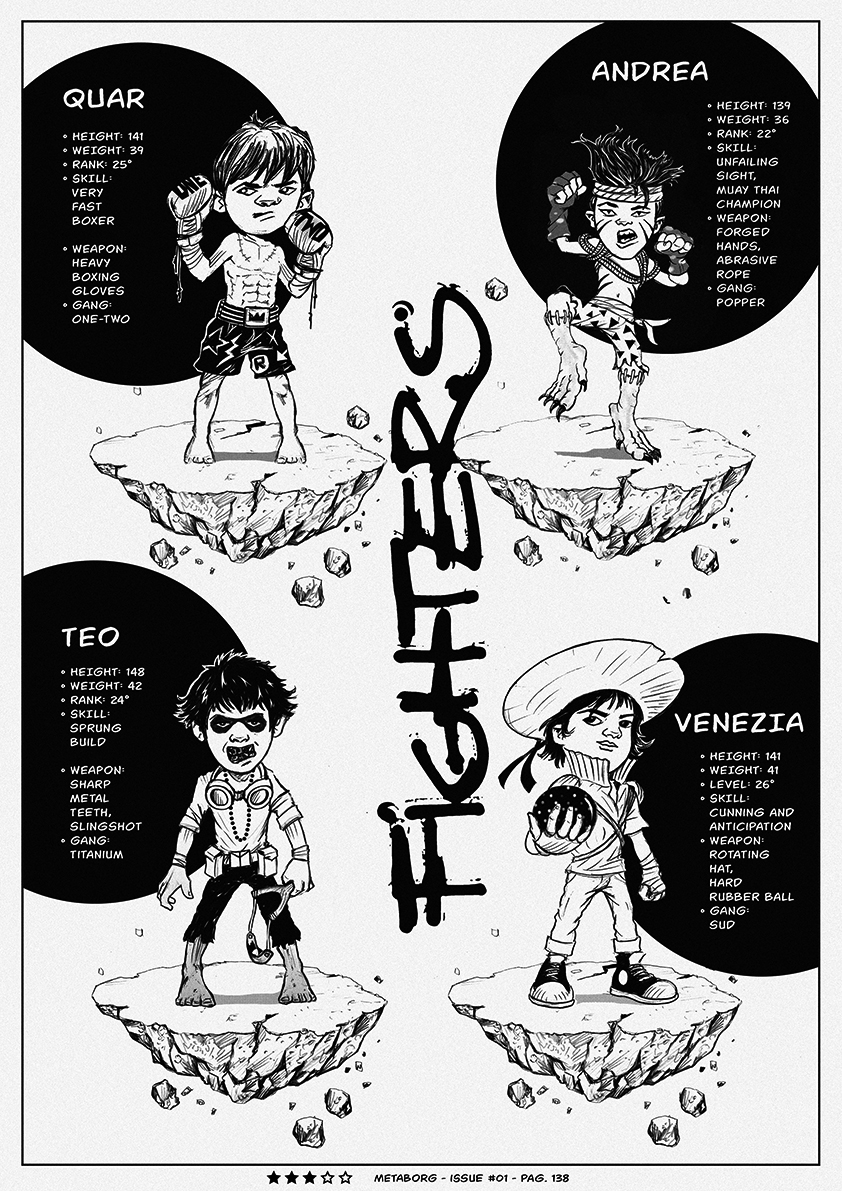 QUAR
° HEIGHT: 141
° WEIGHT: 39
° RANK: 25°
° SKILL:
VERY
FAST
BOXER
° WEAPON:
HEAVY
BOXING
GLOVES
° GANG:
ONE-TWO
ONE
TWO
R
ANDREA
° HEIGHT: 139
° WEIGHT: 36
° RANK: 22°
° SKILL:
UNFAILING
SIGHT,
MUAY THAI
CHAMPION
° WEAPON:
FORGED
HANDS,
ABRASIVE
ROPE
° GANG:
POPPER
FIGHTERS
TEO
° HEIGHT: 148
° WEIGHT: 42
° RANK: 24°
° SKILL:
SPRUNG
BUILD
° WEAPON:
SHARP
METAL
TEETH,
SLINGSHOT
° GANG:
TITANIUM
VENEZIA
° HEIGHT: 141
° WEIGHT: 41
° LEVEL: 26°
° SKILL:
CUNNING AND
ANTICIPATION
° WEAPON:
ROTATING
HAT,
HARD
RUBBER BALL
° GANG:
SUD
METABORG - ISSUE #01 - PAG. 138